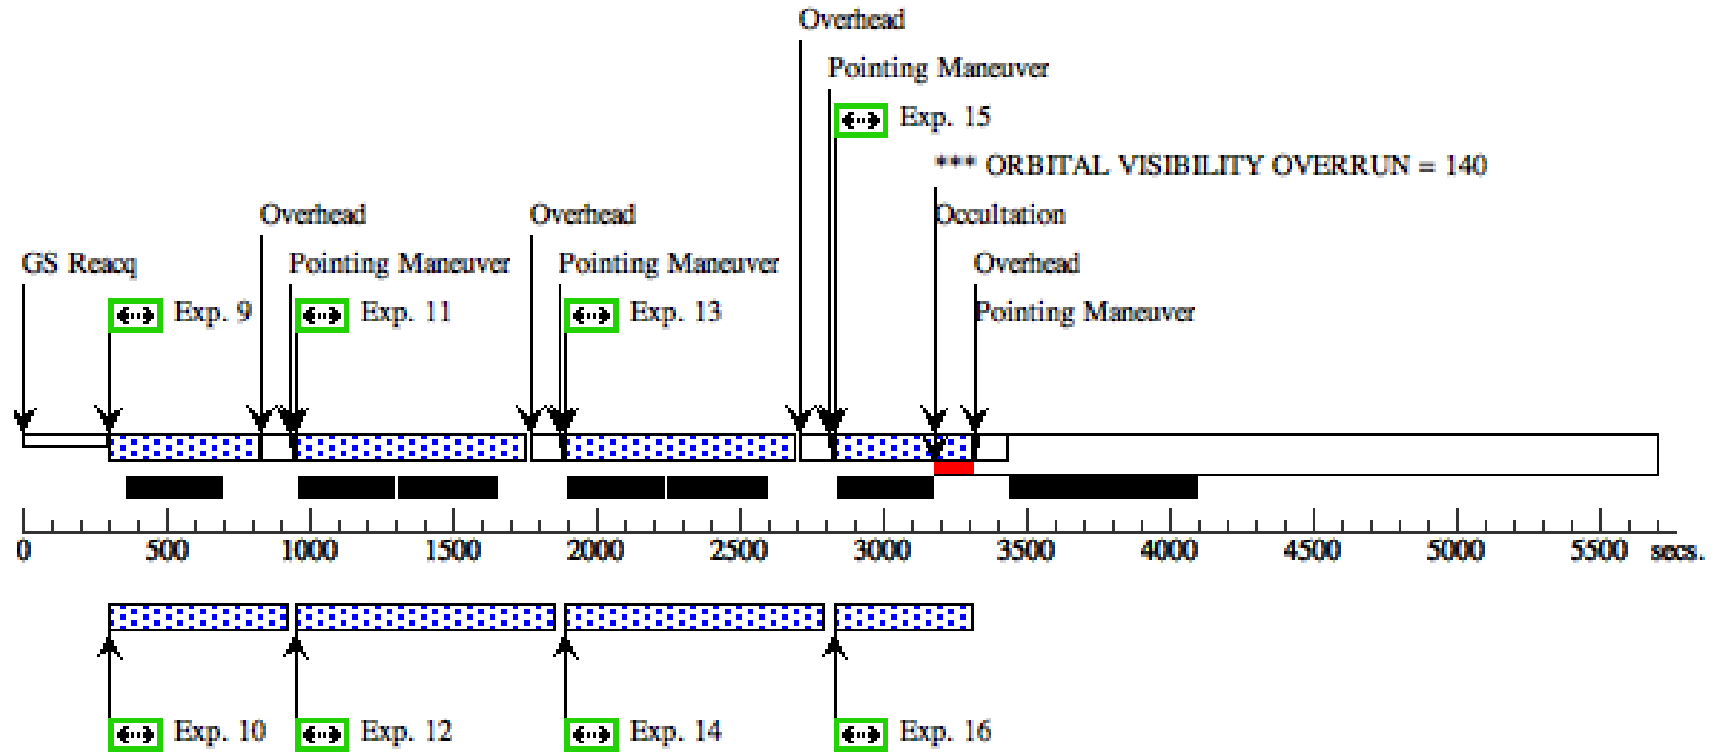 Overhead
Pointing Maneuver
Exp. 15
*** ORBITAL VISIBILITY OVERRUN = 140
Overhead Overhead Occultation
GS Reacq Pointing Maneuver Pointing Maneuver Overhead
Exp. 9 Exp. 11 Exp. 13 Pointing Maneuver
0 500 1000 1500 2000 2500 3000 3500 4000 4500 5000 5500 secs.
Exp. 10 Exp. 12 Exp. 14 Exp. 16